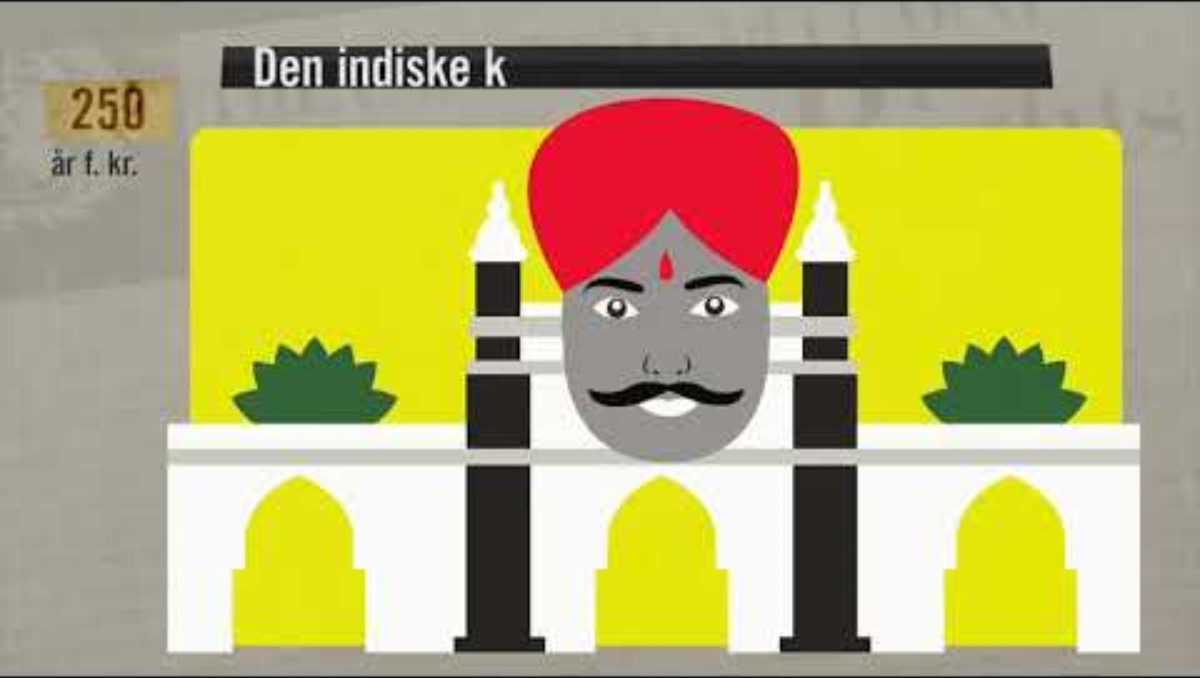 Den indiske k
250
år f. kr.